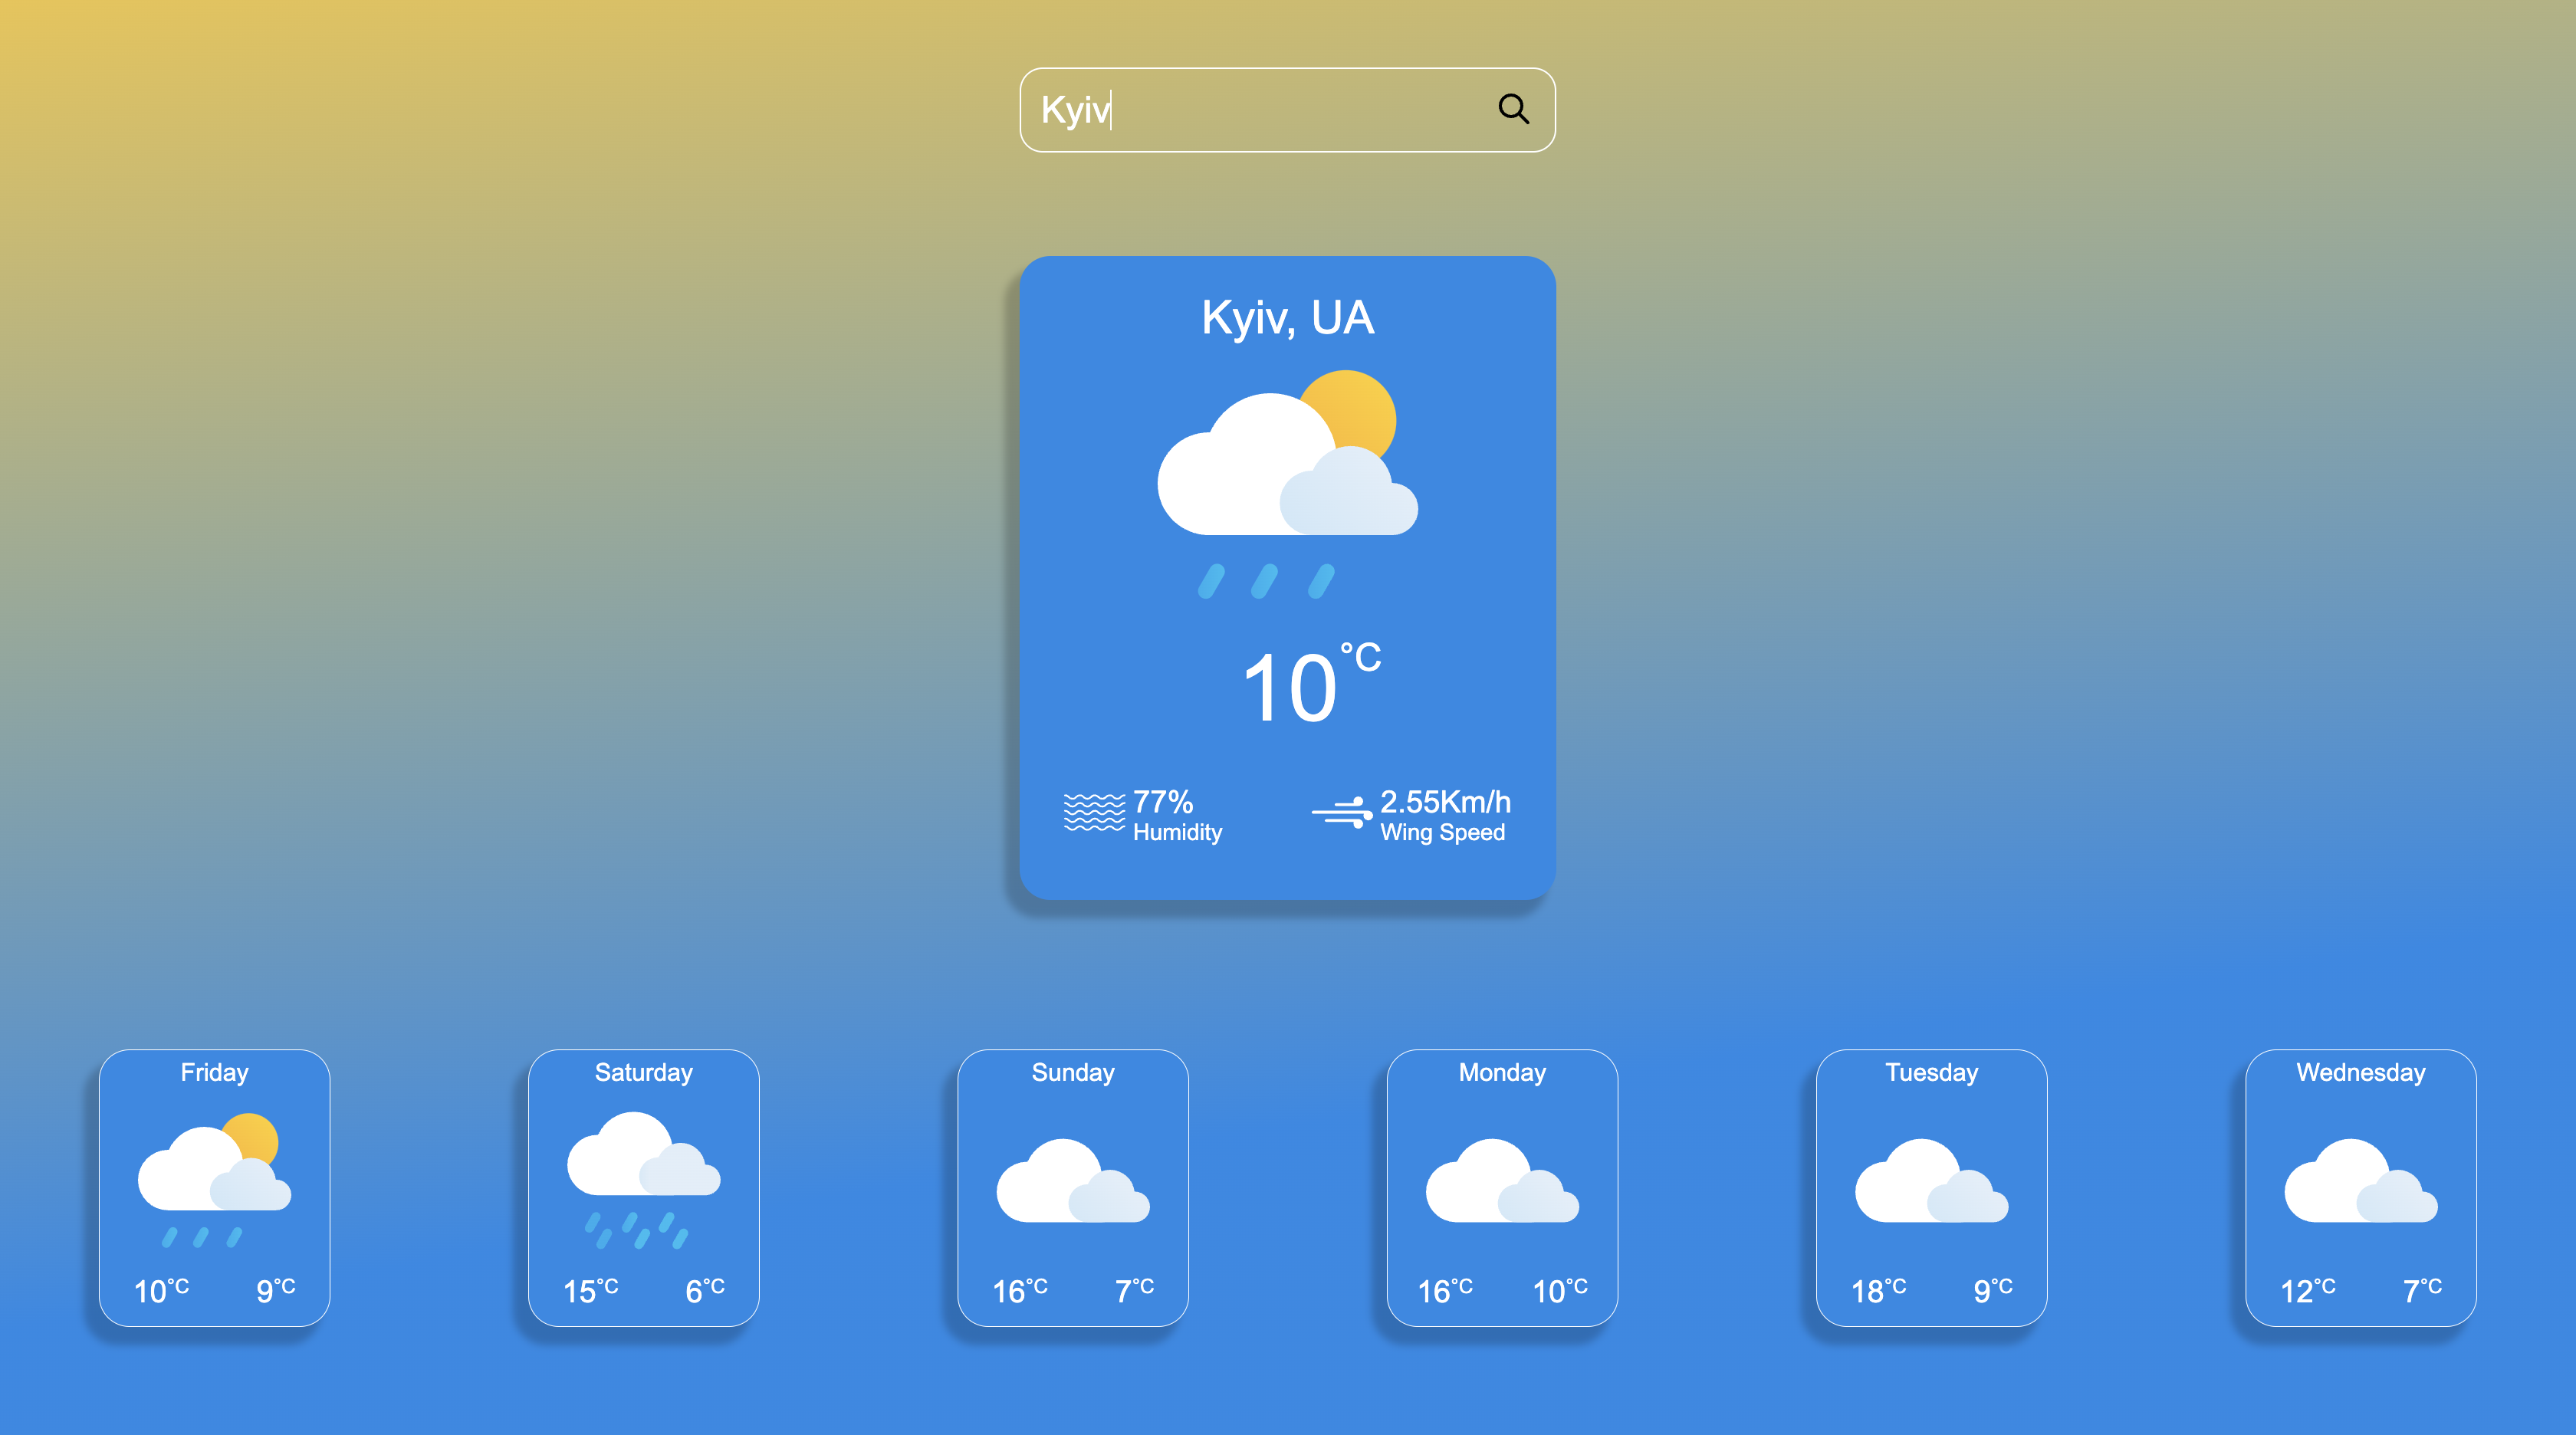 Kyiv
Kyiv, UA
10°C
77%
Humidity
2.55Km/h
Wing Speed
Friday
10°C 9°C
Saturday
15°C 6°C
Sunday
16°C 7°C
Monday
16°C 10°C
Tuesday
18°C 9°C
Wednesday
12°C 7°C